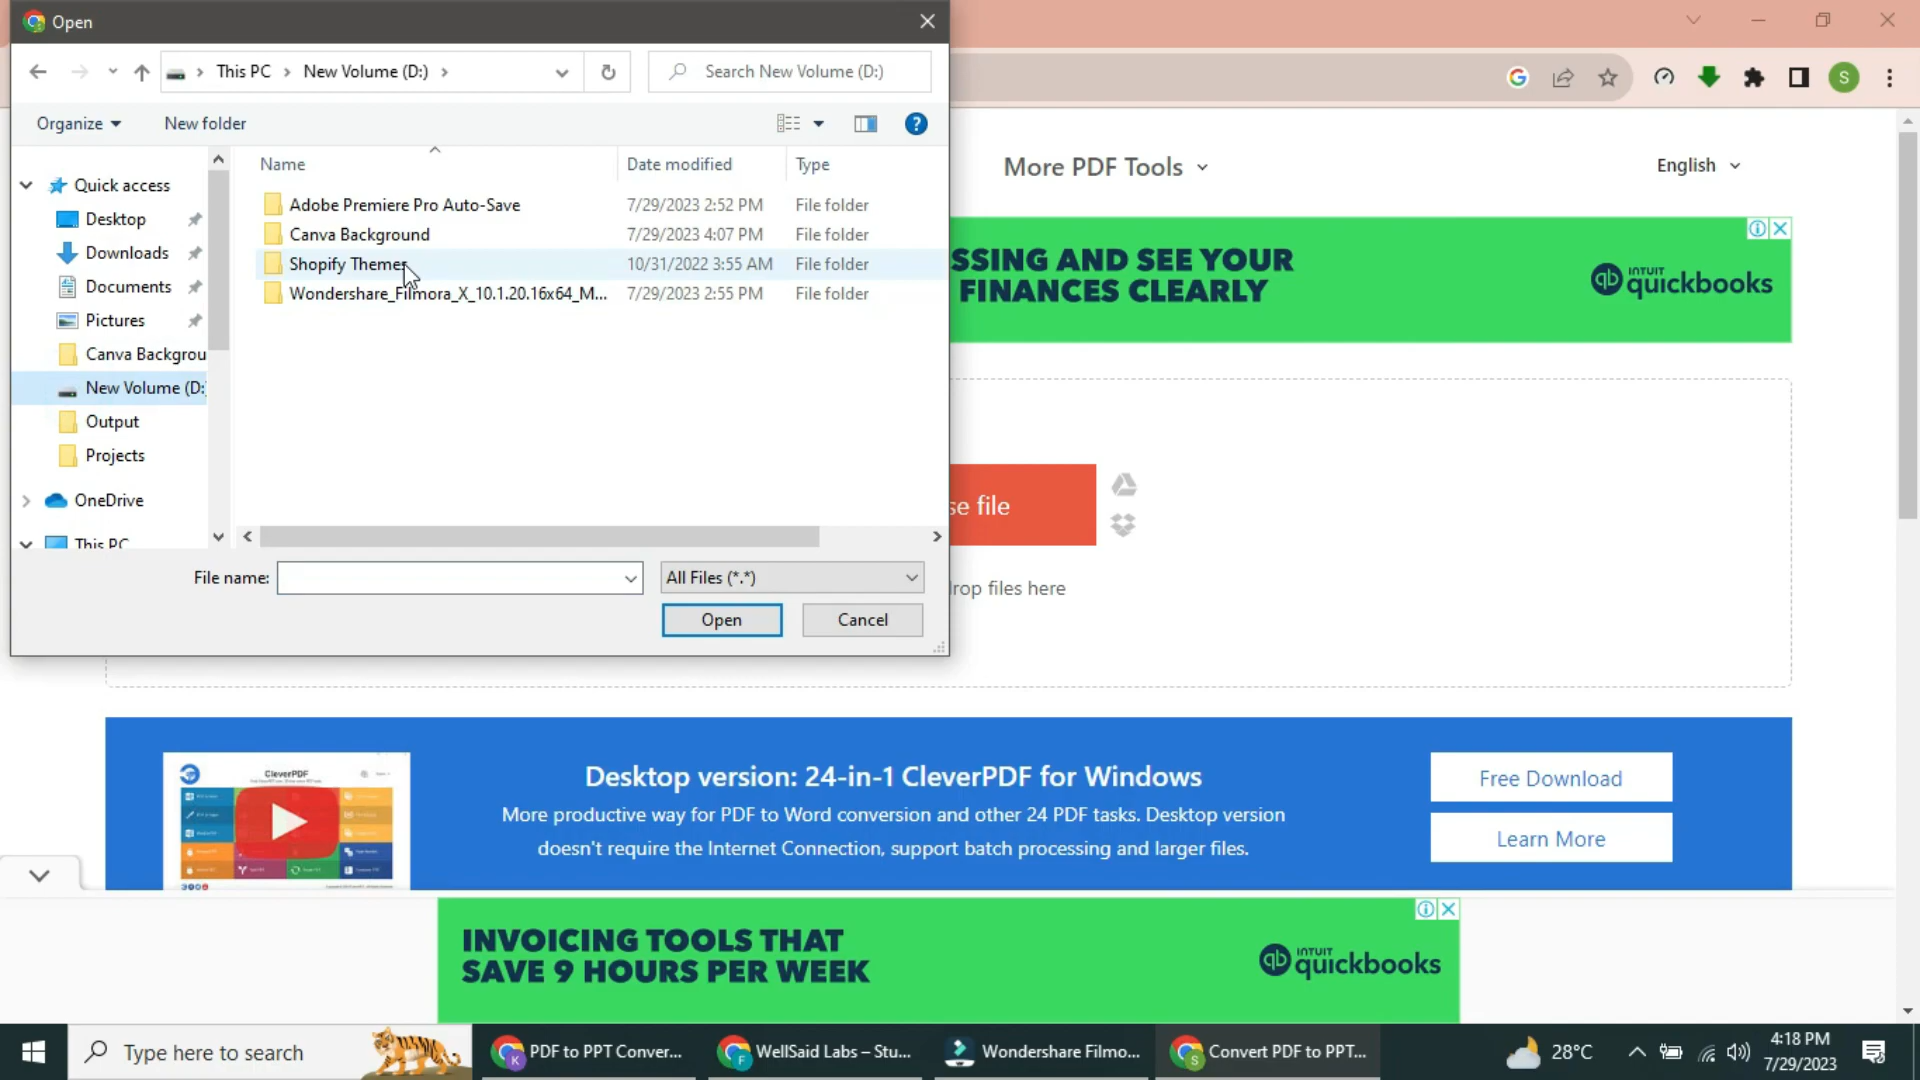 Open
This PC > New Volume (D:) >
Search New Volume (D:)
Organize
New folder
Name
Date modified
Type
Quick access
Desktop
Downloads
Documents
Pictures
Canva Backgrou
New Volume (D:
Output
Projects
OneDrive
This PC
Adobe Premiere Pro Auto-Save 7/29/2023 2:52 PM File folder
Canva Background 7/29/2023 4:07 PM File folder
Shopify Themes 10/31/2022 3:55 AM File folder
Wondershare_Filmora_X_10.1.20.16x64_M... 7/29/2023 2:55 PM File folder
File name:
All Files (*.*)
Open
Cancel
S
More PDF Tools
English
SSING AND SEE YOUR
FINANCES CLEARLY
qb INTUIT
quickbooks
se file
rop files here
CleverPDF
Desktop version: 24-in-1 CleverPDF for Windows
More productive way for PDF to Word conversion and other 24 PDF tasks. Desktop version
doesn't require the Internet Connection, support batch processing and larger files.
Free Download
Learn More
INVOICING TOOLS THAT
SAVE 9 HOURS PER WEEK
qb INTUIT
quickbooks
Type here to search
PDF to PPT Conver...
WellSaid Labs – Stu...
Wondershare Filmo...
Convert PDF to PPT...
28°C
4:18 PM
7/29/2023